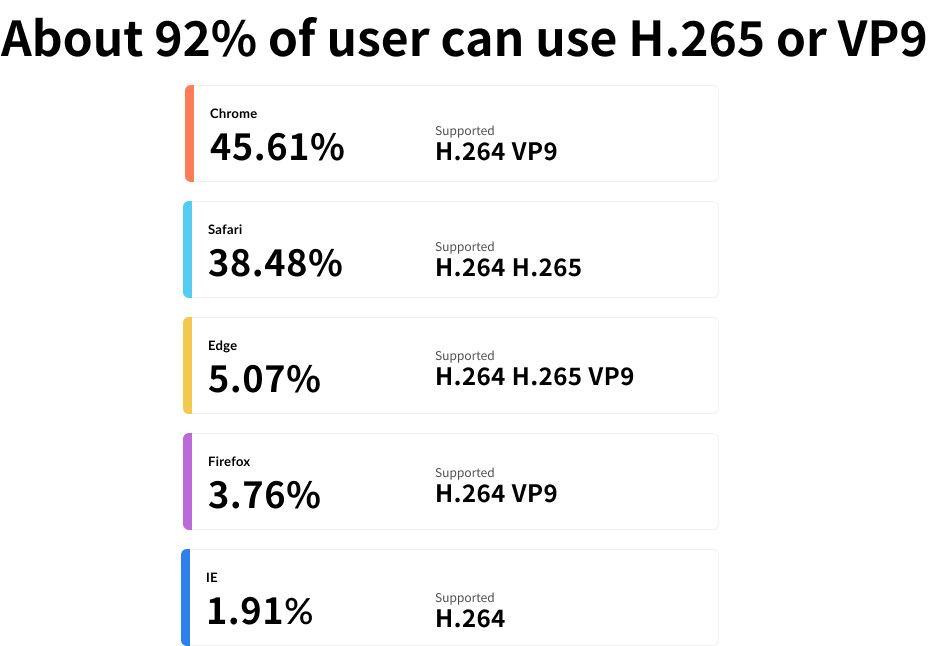 About 92% of user can use H.265 or VP9
Chrome
45.61%
Supported
H.264 VP9
Safari
38.48%
Supported
H.264 H.265
Edge
5.07%
Supported
H.264 H.265 VP9
Firefox
3.76%
Supported
H.264 VP9
IE
1.91%
Supported
H.264